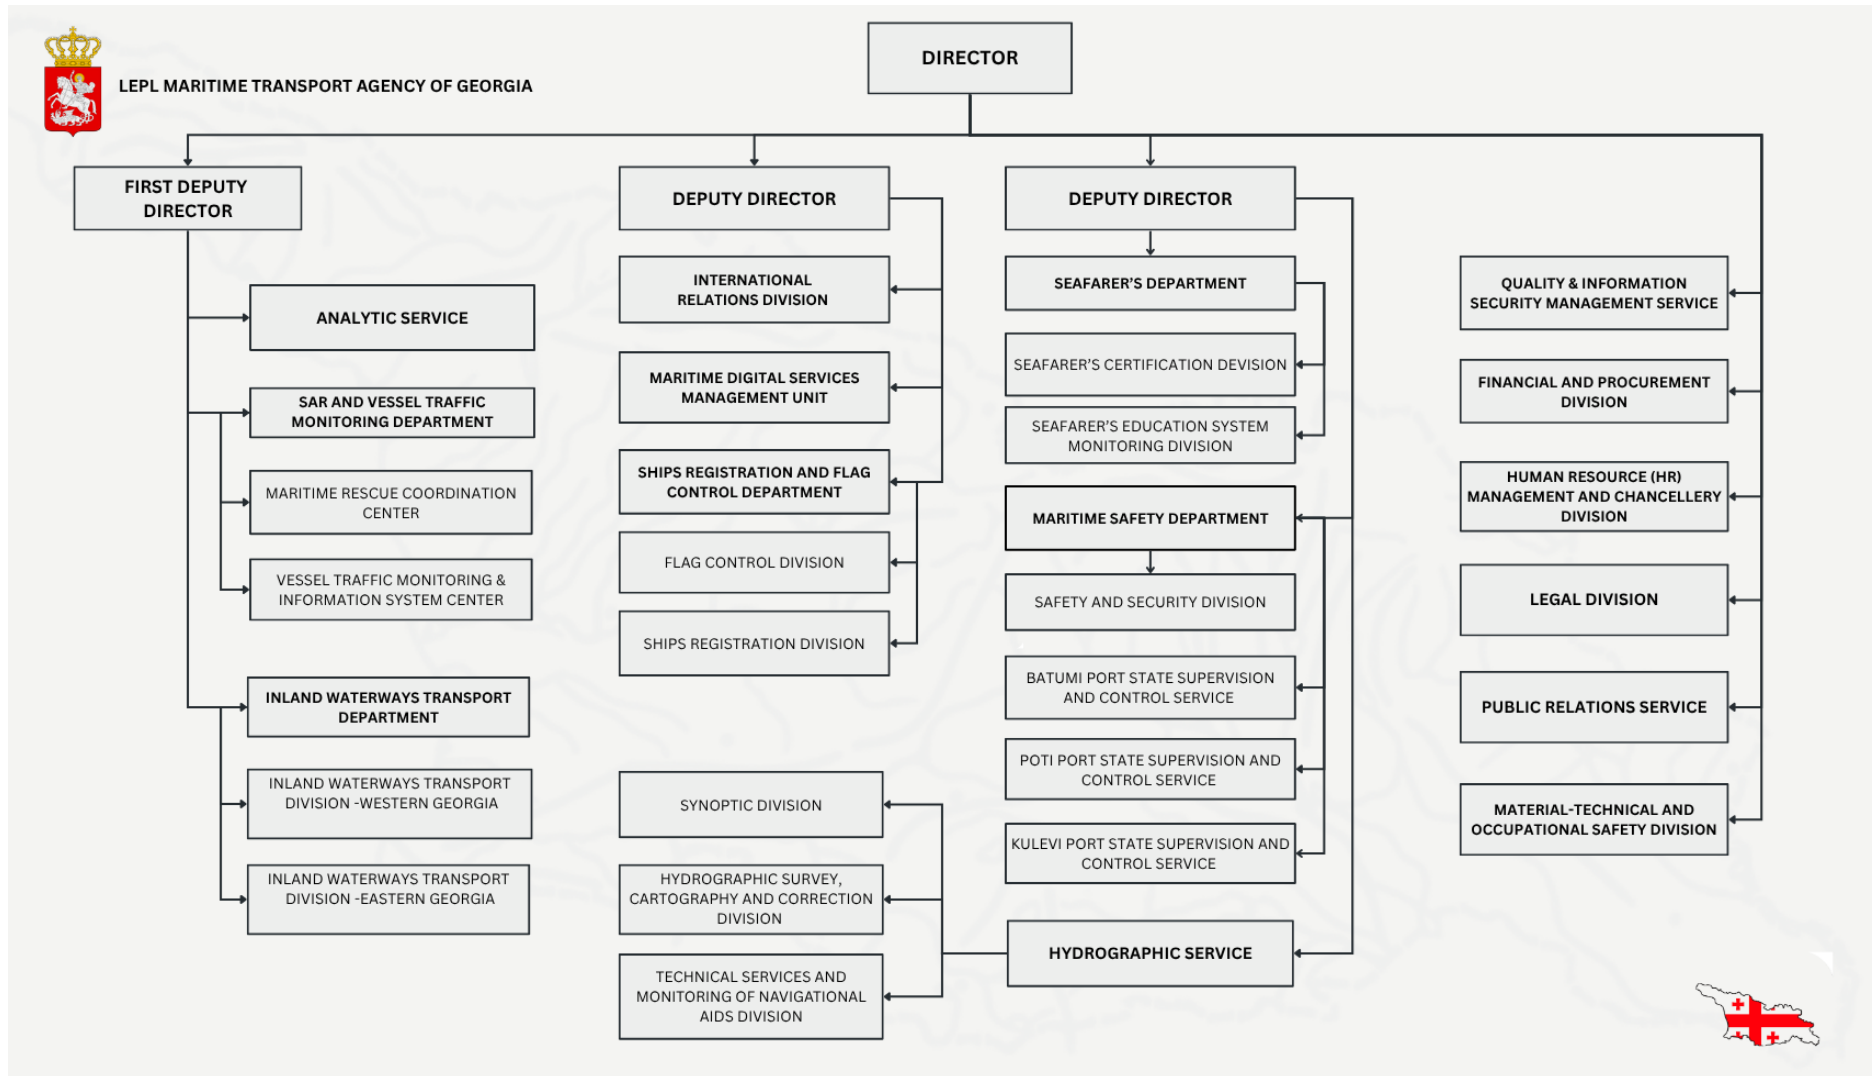 LEPL MARITIME TRANSPORT AGENCY OF GEORGIA
DIRECTOR
FIRST DEPUTY
DIRECTOR
ANALYTIC SERVICE
SAR AND VESSEL TRAFFIC
MONITORING DEPARTMENT
MARITIME RESCUE COORDINATION
CENTER
VESSEL TRAFFIC MONITORING &
INFORMATION SYSTEM CENTER
INLAND WATERWAYS TRANSPORT
DEPARTMENT
INLAND WATERWAYS TRANSPORT
DIVISION -WESTERN GEORGIA
INLAND WATERWAYS TRANSPORT
DIVISION -EASTERN GEORGIA
DEPUTY DIRECTOR
INTERNATIONAL
RELATIONS DIVISION
MARITIME DIGITAL SERVICES
MANAGEMENT UNIT
SHIPS REGISTRATION AND FLAG
CONTROL DEPARTMENT
FLAG CONTROL DIVISION
SHIPS REGISTRATION DIVISION
DEPUTY DIRECTOR
SEAFARER’S DEPARTMENT
SEAFARER’S CERTIFICATION DEVISION
SEAFARER’S EDUCATION SYSTEM
MONITORING DIVISION
MARITIME SAFETY DEPARTMENT
SAFETY AND SECURITY DIVISION
BATUMI PORT STATE SUPERVISION
AND CONTROL SERVICE
POTI PORT STATE SUPERVISION AND
CONTROL SERVICE
KULEVI PORT STATE SUPERVISION AND
CONTROL SERVICE
HYDROGRAPHIC SERVICE
SYNOPTIC DIVISION
HYDROGRAPHIC SURVEY,
CARTOGRAPHY AND CORRECTION
DIVISION
TECHNICAL SERVICES AND
MONITORING OF NAVIGATIONAL
AIDS DIVISION
QUALITY & INFORMATION
SECURITY MANAGEMENT SERVICE
FINANCIAL AND PROCUREMENT
DIVISION
HUMAN RESOURCE (HR)
MANAGEMENT AND CHANCELLERY
DIVISION
LEGAL DIVISION
PUBLIC RELATIONS SERVICE
MATERIAL-TECHNICAL AND
OCCUPATIONAL SAFETY DIVISION